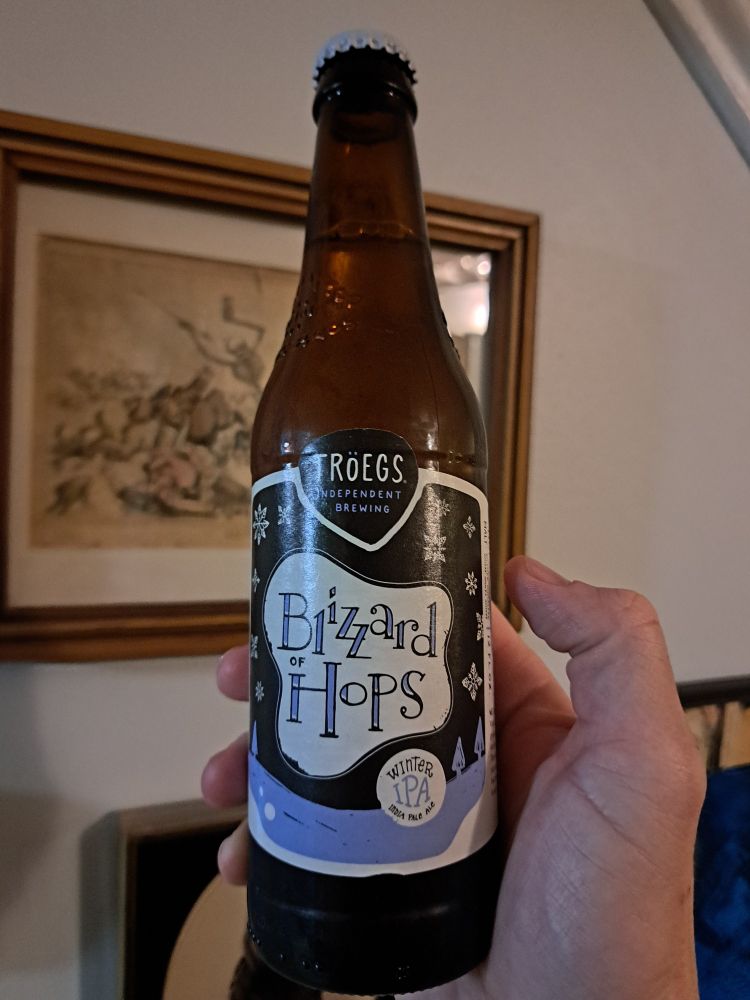 TRÖEGS
INDEPENDENT
BREWING
Blizzard
OF
HOPS
WINTER
IPA
INDIA PALE ALE